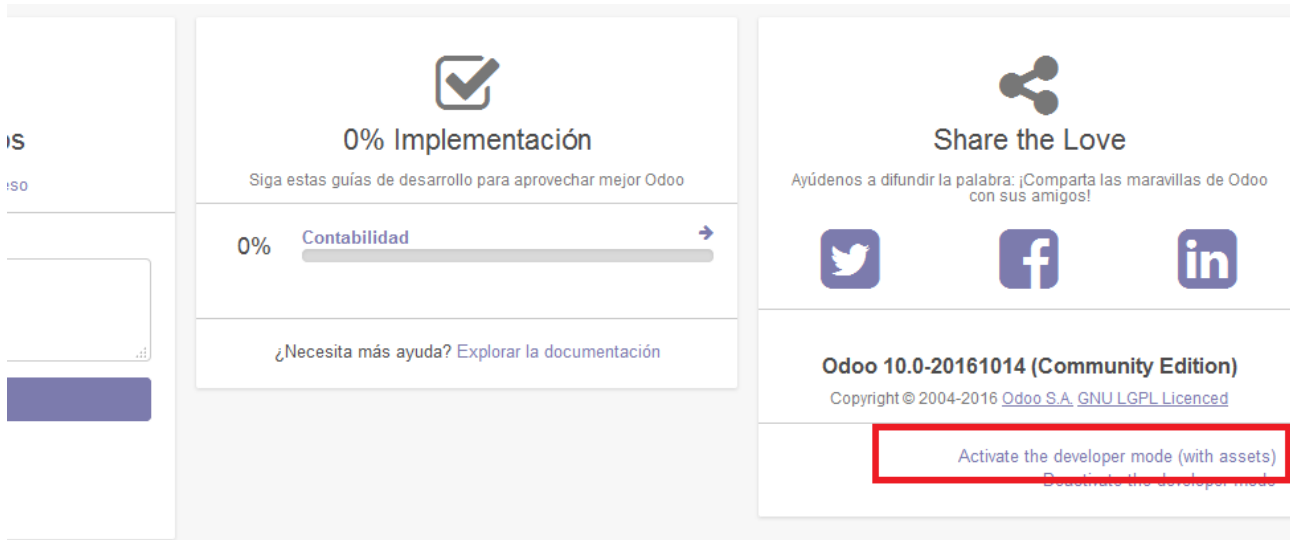 os
eso
0% Implementación
Siga estas guías de desarrollo para aprovechar mejor Odoo
0%
Contabilidad
¿Necesita más ayuda? Explorar la documentación
Share the Love
Ayúdenos a difundir la palabra: ¡Comparta las maravillas de Odoo
con sus amigos!
Odoo 10.0-20161014 (Community Edition)
Copyright © 2004-2016 Odoo S.A. GNU LGPL Licenced
Activate the developer mode (with assets)
Deactivate the developer mode